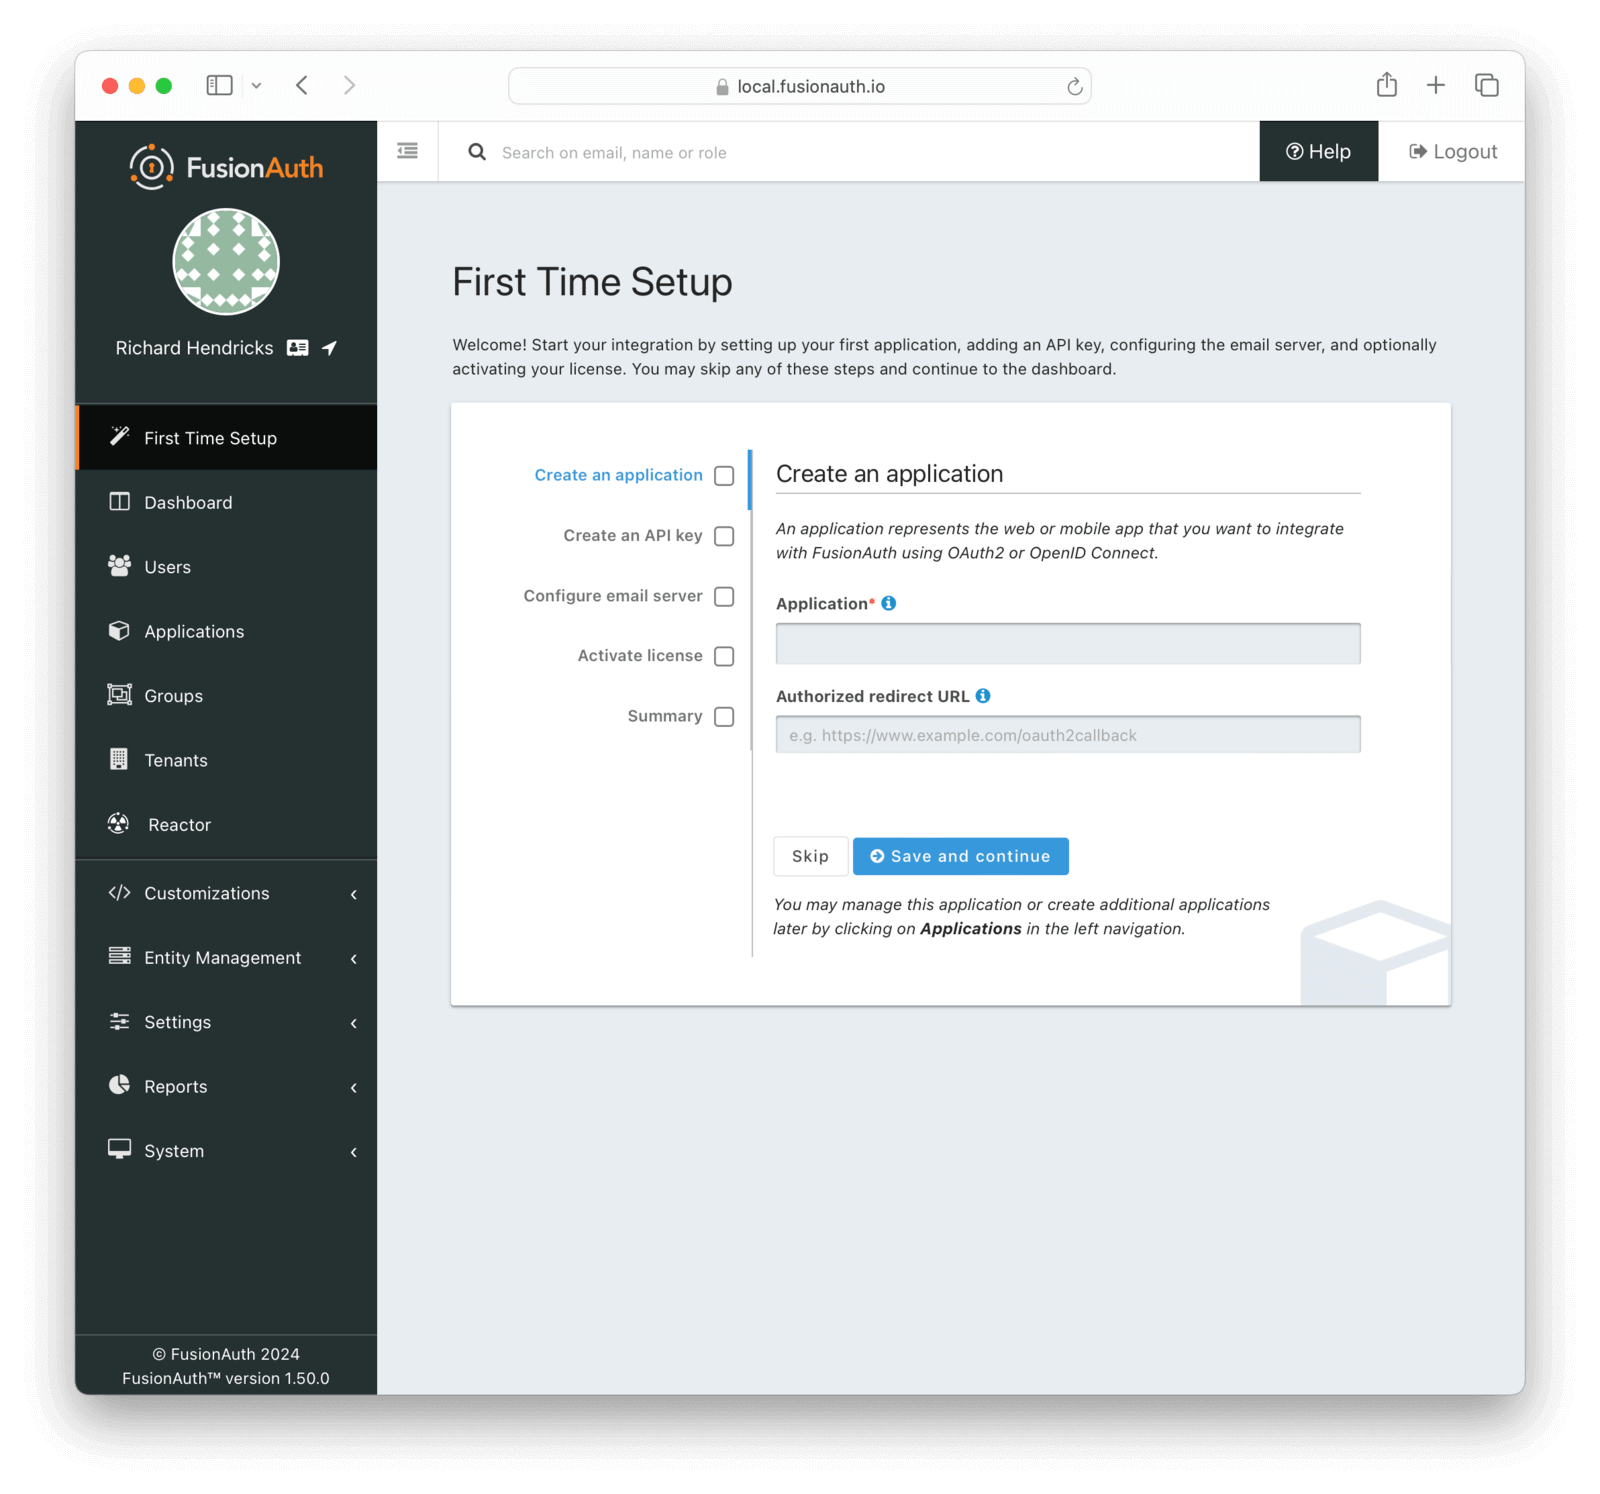 local.fusionauth.io
FusionAuth
Search on email, name or role
Help
Logout
Richard Hendricks
First Time Setup
Dashboard
Users
Applications
Groups
Tenants
Reactor
Customizations
Entity Management
Settings
Reports
System
© FusionAuth 2024
FusionAuth™ version 1.50.0
First Time Setup
Welcome! Start your integration by setting up your first application, adding an API key, configuring the email server, and optionally
activating your license. You may skip any of these steps and continue to the dashboard.
Create an application
Create an API key
Configure email server
Activate license
Summary
Create an application
An application represents the web or mobile app that you want to integrate
with FusionAuth using OAuth2 or OpenID Connect.
Application*
Authorized redirect URL
e.g. https://www.example.com/oauth2callback
Skip
Save and continue
You may manage this application or create additional applications
later by clicking on Applications in the left navigation.